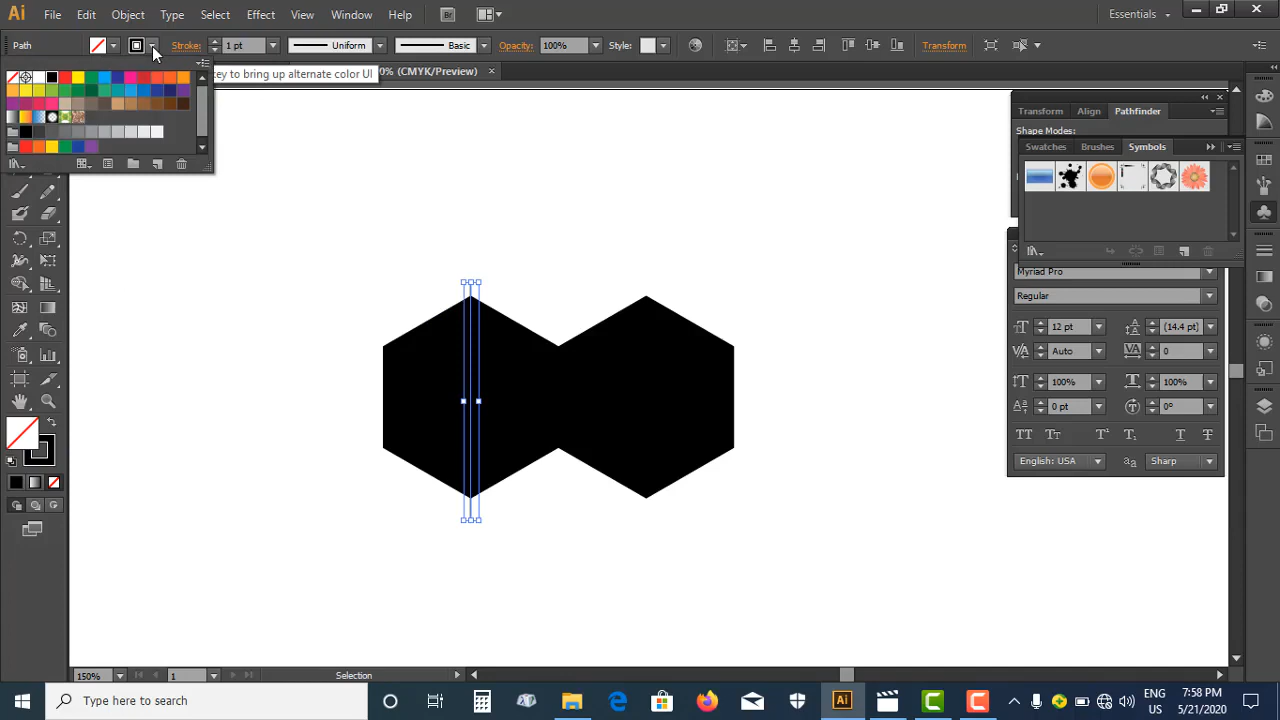 Ai File Edit Object Type Select Effect View Window Help Br Essentials
Path Stroke: 1 pt Uniform Basic Opacity: 100% Style: Transform
key to bring up alternate color UI
0% (CMYK/Preview)
Transform Align Pathfinder
Shape Modes:
Swatches Brushes Symbols
Myriad Pro
Regular
12 pt (14.4 pt)
Auto 0
100% 100%
0 pt 0°
English: USA Sharp
150% 1 Selection
Type here to search
Ai
ENG
US
7:58 PM
5/21/2020